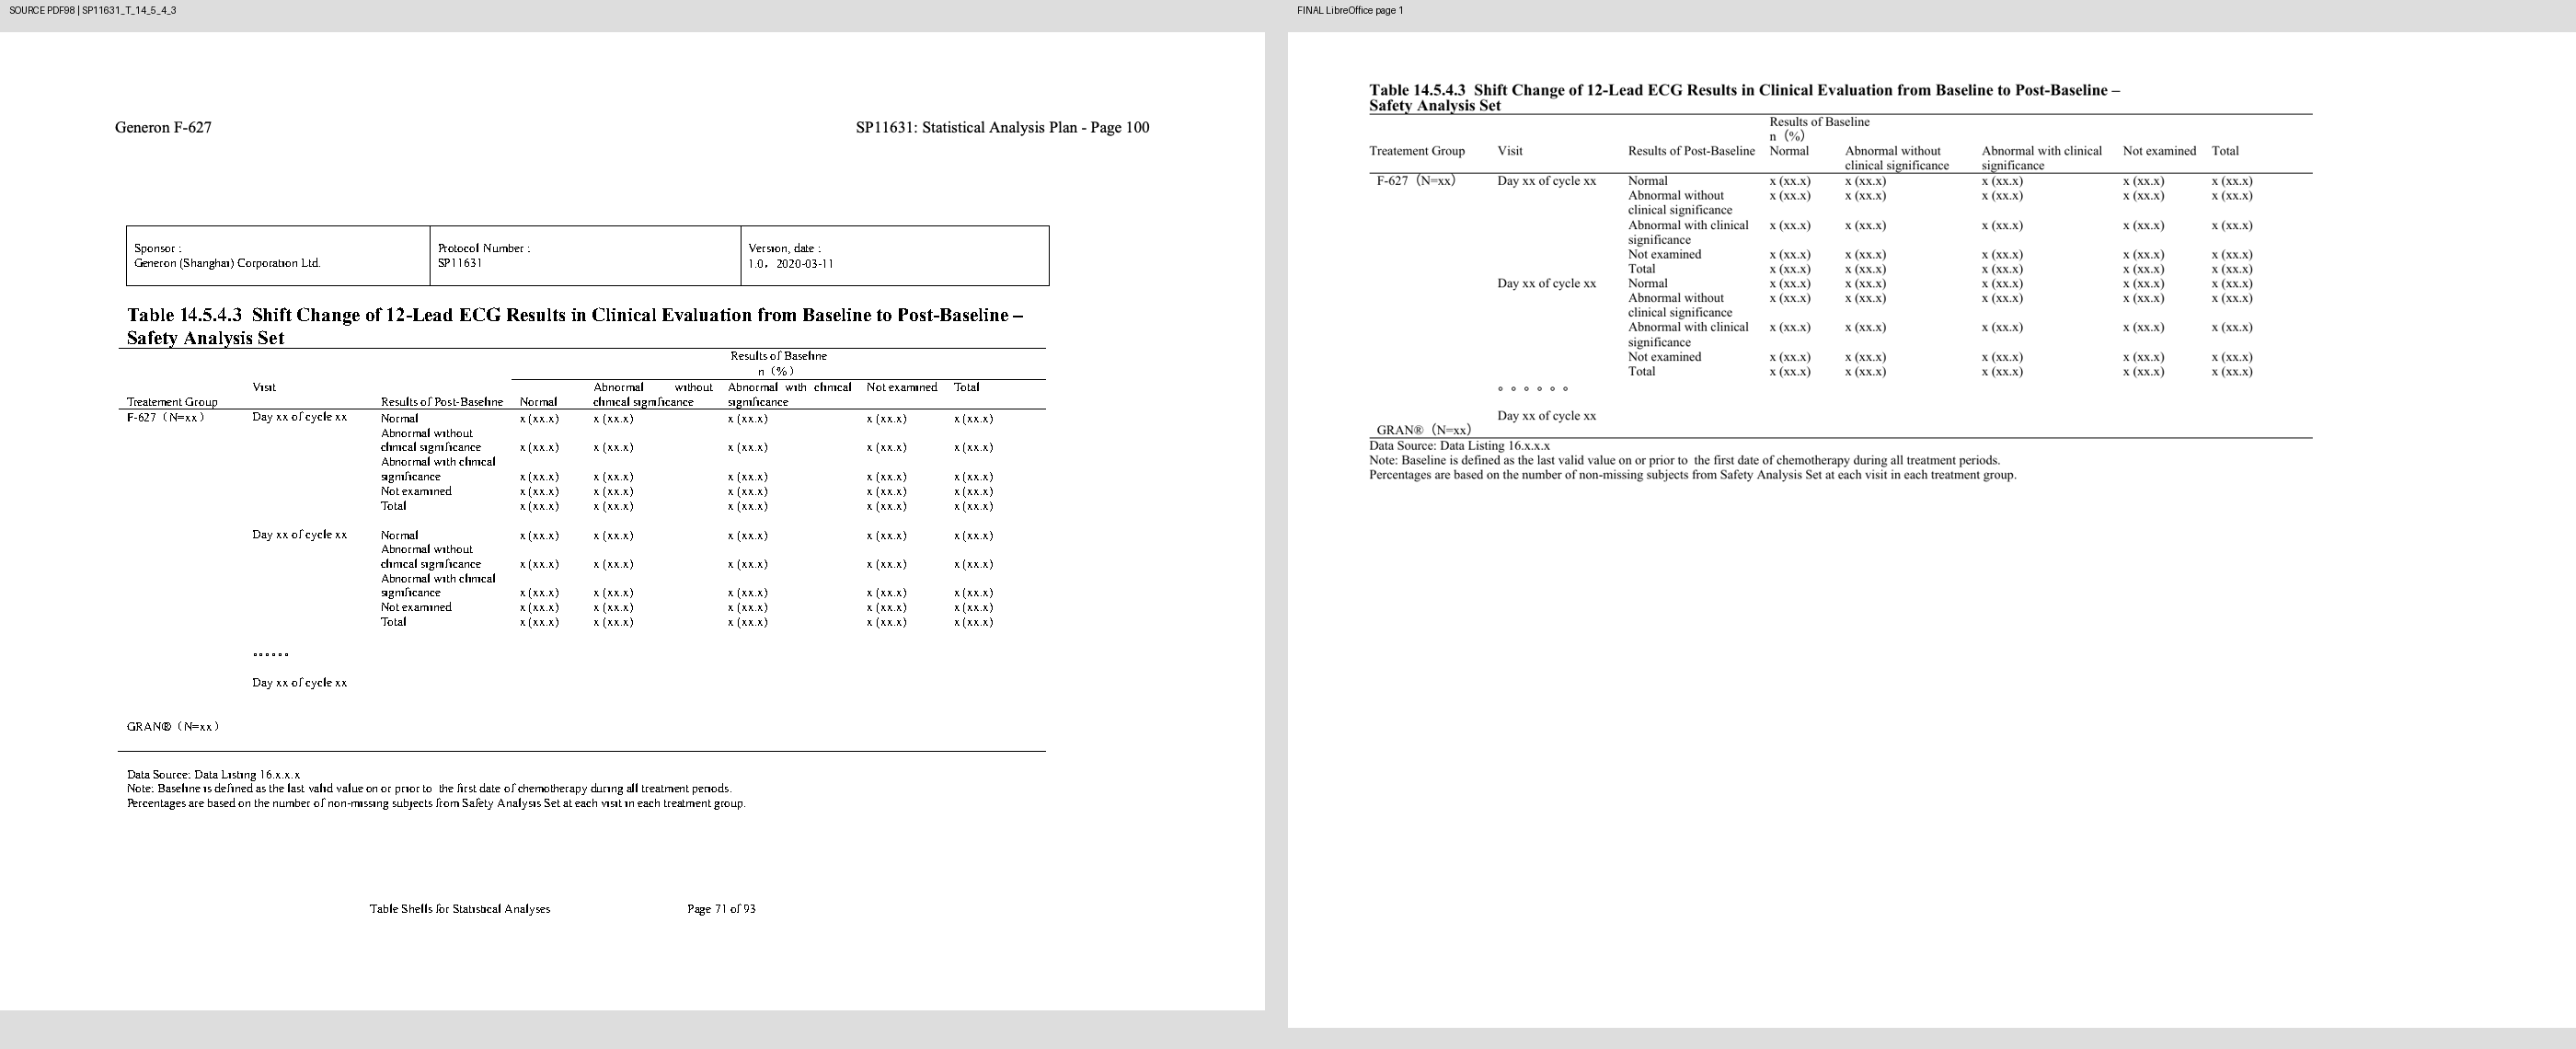 SOURCE PDF98 | SP11631_T_14_5_4_3
Generon F-627 SP11631: Statistical Analysis Plan - Page 100
Sponsor : Protocol Number : Version, date :
Generon (Shanghai) Corporation Ltd. SP11631 1.0，2020-03-11
Table 14.5.4.3 Shift Change of 12-Lead ECG Results in Clinical Evaluation from Baseline to Post-Baseline –
Safety Analysis Set
Results of Baseline
n（%）
Visit Abnormal without Abnormal with clinical Not examined Total
Treatement Group Results of Post-Baseline Normal clinical significance significance
F-627（N=xx） Day xx of cycle xx Normal x (xx.x) x (xx.x) x (xx.x) x (xx.x) x (xx.x)
Abnormal without
clinical significance x (xx.x) x (xx.x) x (xx.x) x (xx.x) x (xx.x)
Abnormal with clinical
significance x (xx.x) x (xx.x) x (xx.x) x (xx.x) x (xx.x)
Not examined x (xx.x) x (xx.x) x (xx.x) x (xx.x) x (xx.x)
Total x (xx.x) x (xx.x) x (xx.x) x (xx.x) x (xx.x)
Day xx of cycle xx Normal x (xx.x) x (xx.x) x (xx.x) x (xx.x) x (xx.x)
Abnormal without
clinical significance x (xx.x) x (xx.x) x (xx.x) x (xx.x) x (xx.x)
Abnormal with clinical
significance x (xx.x) x (xx.x) x (xx.x) x (xx.x) x (xx.x)
Not examined x (xx.x) x (xx.x) x (xx.x) x (xx.x) x (xx.x)
Total x (xx.x) x (xx.x) x (xx.x) x (xx.x) x (xx.x)
。。。。。。
Day xx of cycle xx
GRAN®（N=xx）
Data Source: Data Listing 16.x.x.x
Note: Baseline is defined as the last valid value on or prior to the first date of chemotherapy during all treatment periods.
Percentages are based on the number of non-missing subjects from Safety Analysis Set at each visit in each treatment group.
Table Shells for Statistical Analyses Page 71 of 93
FINAL LibreOffice page 1
Table 14.5.4.3 Shift Change of 12-Lead ECG Results in Clinical Evaluation from Baseline to Post-Baseline –
Safety Analysis Set
Results of Baseline
n（%）
Treatement Group Visit Results of Post-Baseline Normal Abnormal without Abnormal with clinical Not examined Total
clinical significance significance
F-627（N=xx） Day xx of cycle xx Normal x (xx.x) x (xx.x) x (xx.x) x (xx.x) x (xx.x)
Abnormal without x (xx.x) x (xx.x) x (xx.x) x (xx.x) x (xx.x)
clinical significance
Abnormal with clinical x (xx.x) x (xx.x) x (xx.x) x (xx.x) x (xx.x)
significance
Not examined x (xx.x) x (xx.x) x (xx.x) x (xx.x) x (xx.x)
Total x (xx.x) x (xx.x) x (xx.x) x (xx.x) x (xx.x)
Day xx of cycle xx Normal x (xx.x) x (xx.x) x (xx.x) x (xx.x) x (xx.x)
Abnormal without x (xx.x) x (xx.x) x (xx.x) x (xx.x) x (xx.x)
clinical significance
Abnormal with clinical x (xx.x) x (xx.x) x (xx.x) x (xx.x) x (xx.x)
significance
Not examined x (xx.x) x (xx.x) x (xx.x) x (xx.x) x (xx.x)
Total x (xx.x) x (xx.x) x (xx.x) x (xx.x) x (xx.x)
。。。。。。
Day xx of cycle xx
GRAN®（N=xx）
Data Source: Data Listing 16.x.x.x
Note: Baseline is defined as the last valid value on or prior to the first date of chemotherapy during all treatment periods.
Percentages are based on the number of non-missing subjects from Safety Analysis Set at each visit in each treatment group.